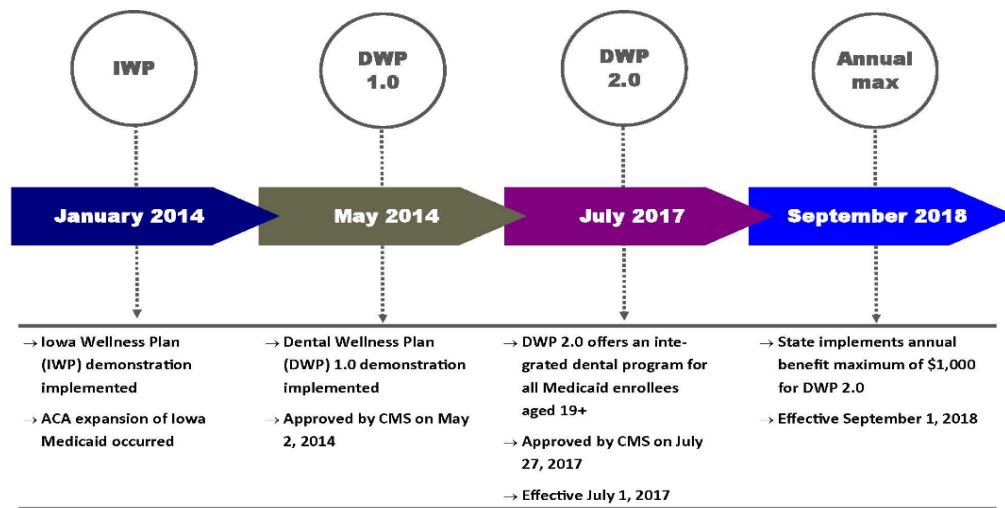 IWP
DWP
1.0
DWP
2.0
Annual
max
January 2014
May 2014
July 2017
September 2018
→ Iowa Wellness Plan
(IWP) demonstration
implemented
→ ACA expansion of Iowa
Medicaid occurred
→ Dental Wellness Plan
(DWP) 1.0 demonstration
implemented
→ Approved by CMS on May
2, 2014
→ DWP 2.0 offers an inte-
grated dental program for
all Medicaid enrollees
aged 19+
→ Approved by CMS on July
27, 2017
→ Effective July 1, 2017
→ State implements annual
benefit maximum of $1,000
for DWP 2.0
→ Effective September 1, 2018